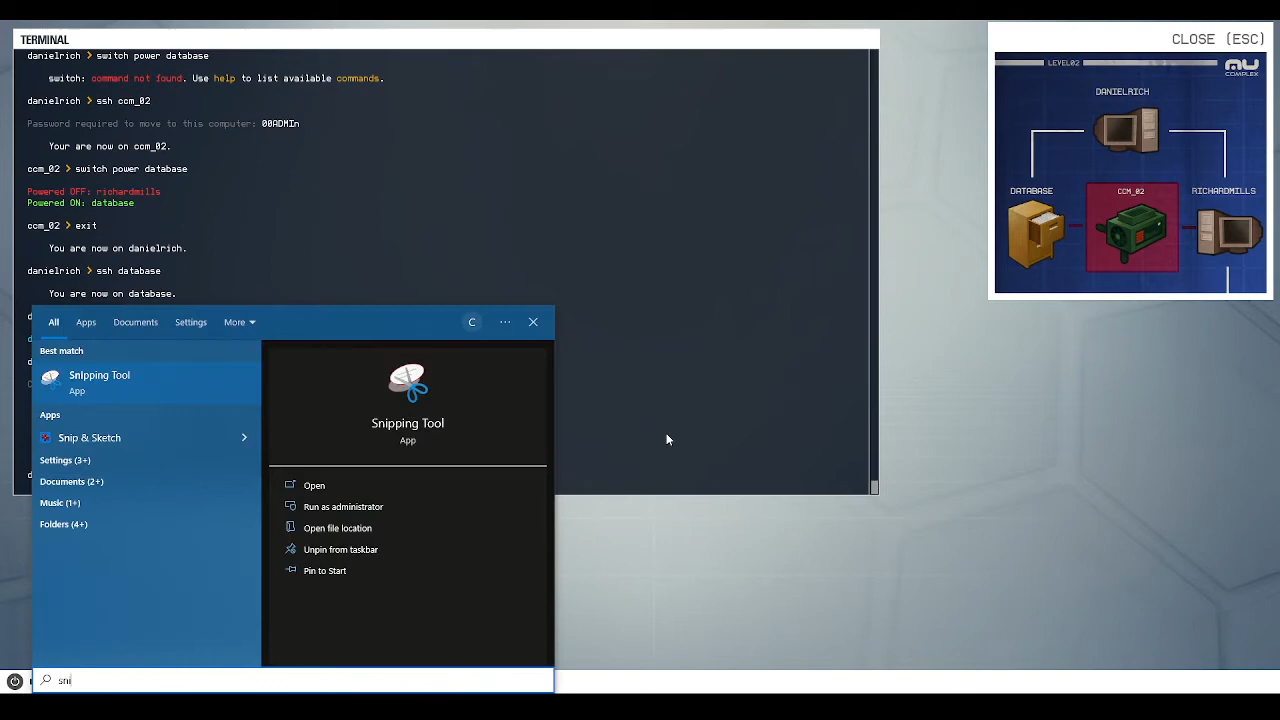 CLOSE (ESC)
TERMINAL
danielrich > switch power database
switch: command not found. Use help to list available commands.
danielrich > ssh ccm_02
Password required to move to this computer: 00ADMIn
Your are now on ccm_02.
ccm_02 > switch power database
Powered OFF: richardmills
Powered ON: database
ccm_02 > exit
You are now on danielrich.
danielrich > ssh database
You are now on database.
LEVEL02
MU
COMPLEX
DANIELRICH
DATABASE
CCM_02
RICHARDMILLS
All
Apps
Documents
Settings
More
C
Best match
Snipping Tool
App
Apps
Snip & Sketch
Settings (3+)
Documents (2+)
Music (1+)
Folders (4+)
Snipping Tool
App
Open
Run as administrator
Open file location
Unpin from taskbar
Pin to Start
sni